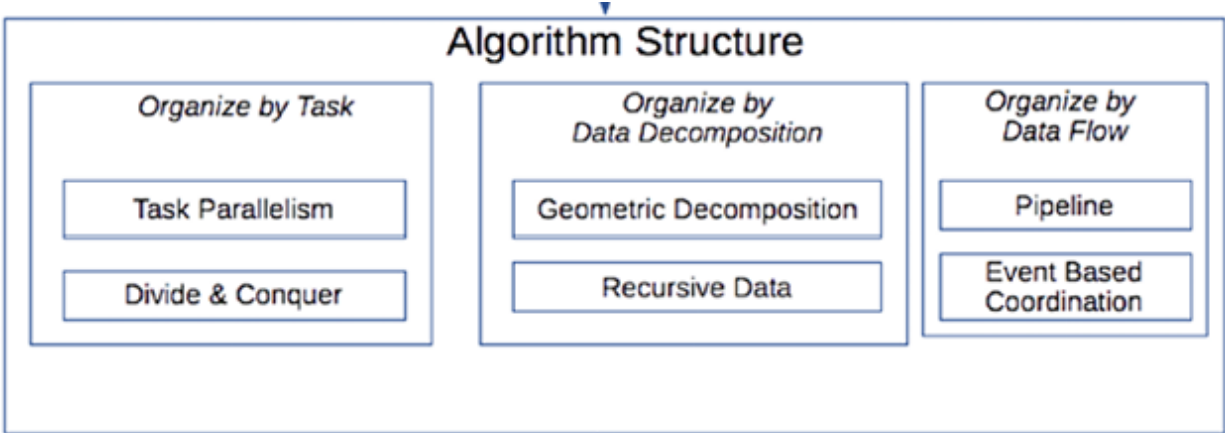 Algorithm Structure
Organize by Task
Task Parallelism
Divide & Conquer
Organize by
Data Decomposition
Geometric Decomposition
Recursive Data
Organize by
Data Flow
Pipeline
Event Based
Coordination